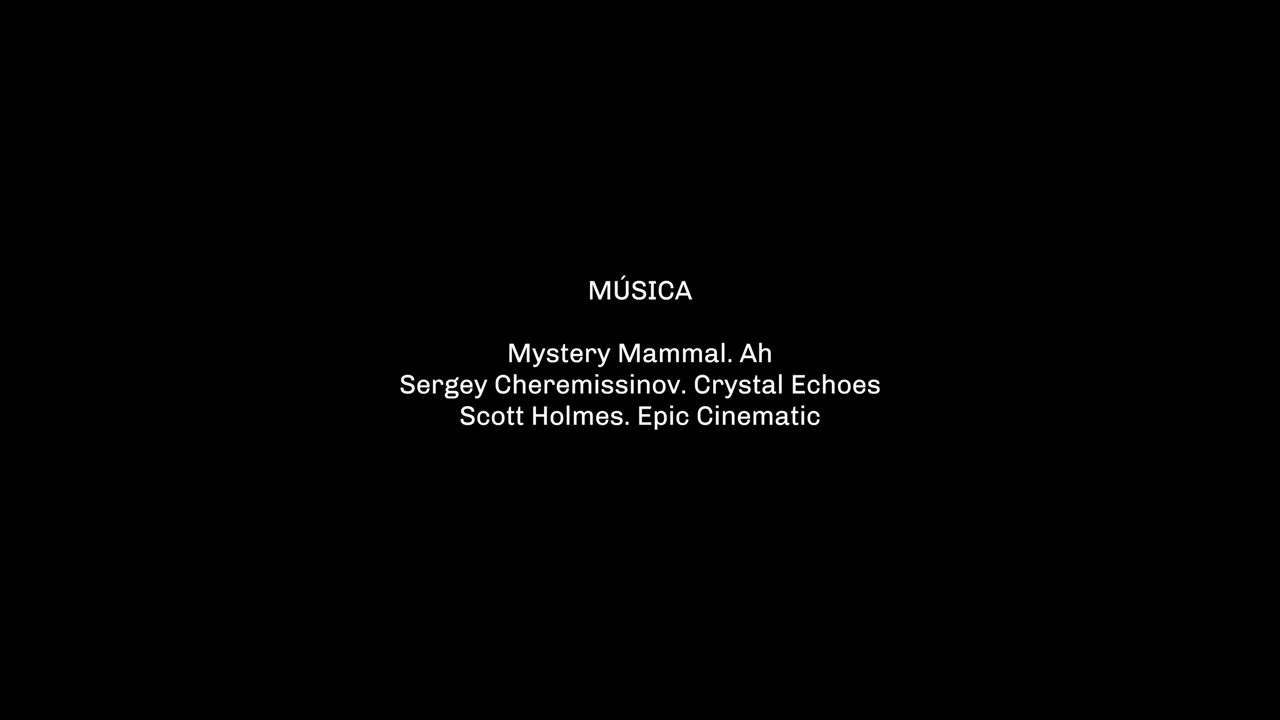 MÚSICA
Mystery Mammal. Ah
Sergey Cheremissinov. Crystal Echoes
Scott Holmes. Epic Cinematic